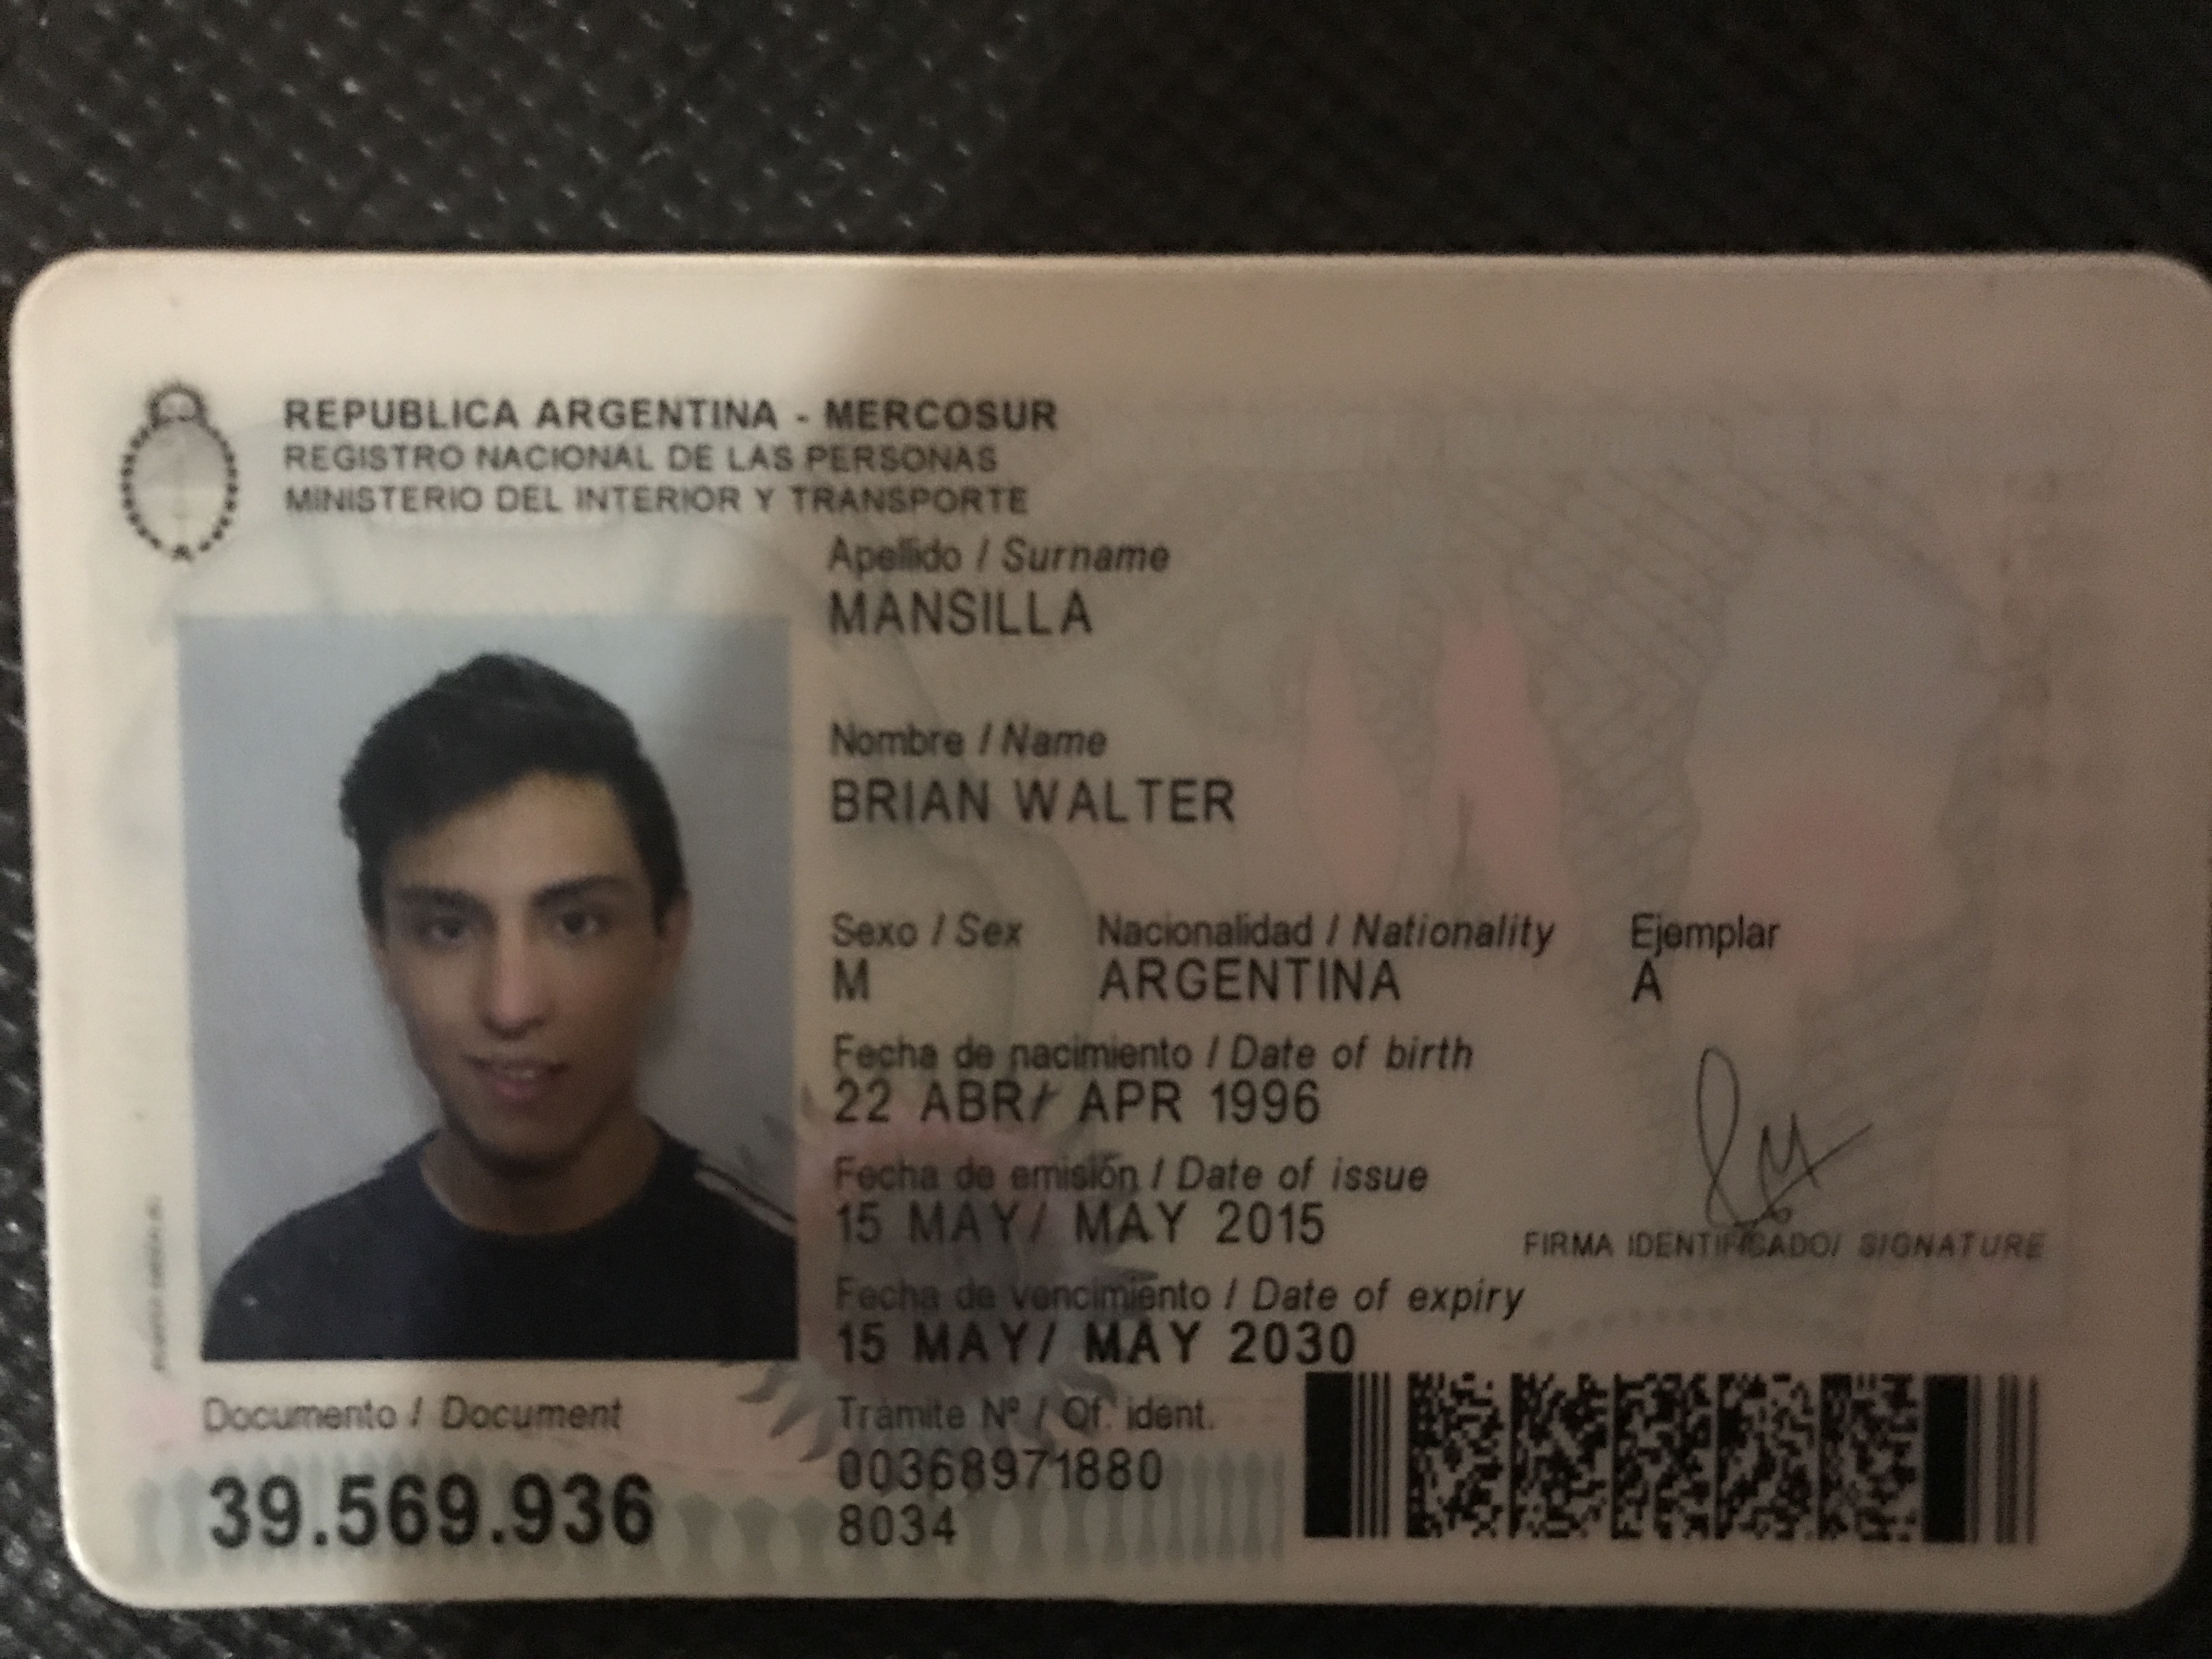 REPUBLICA ARGENTINA - MERCOSUR
REGISTRO NACIONAL DE LAS PERSONAS
MINISTERIO DEL INTERIOR Y TRANSPORTE
Apellido / Surname
MANSILLA
Nombre / Name
BRIAN WALTER
Sexo / Sex Nacionalidad / Nationality Ejemplar
M ARGENTINA A
Fecha de nacimiento / Date of birth
22 ABR/ APR 1996
Fecha de emisión / Date of issue
15 MAY/ MAY 2015
FIRMA IDENTIFICADO/ SIGNATURE
Fecha de vencimiento / Date of expiry
15 MAY/ MAY 2030
Documento / Document
39.569.936
Tramite Nº / Of. ident.
00368971880
8034